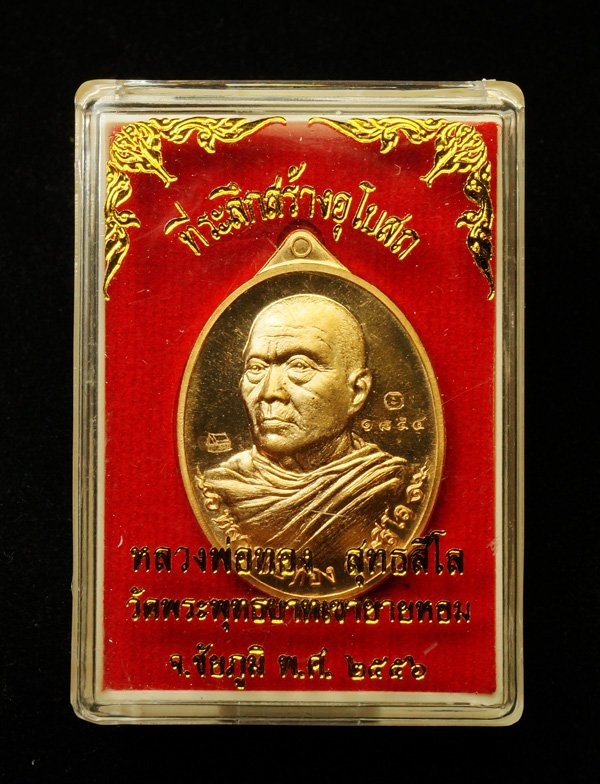 ที่ระลึกสร้างอุโบสถ
๑๘๕๔
หลวงพ่อทอง สุทธสีโล
วัดพระพุทธบาทเขายายหอม
จ.ชัยภูมิ พ.ศ. ๒๕๕๖